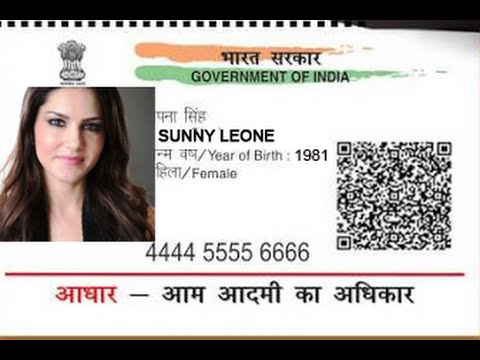 भारत सरकार
GOVERNMENT OF INDIA
पना सिंह
SUNNY LEONE
न्म वर्ष/Year of Birth : 1981
हिला/Female
4444 5555 6666
आधार — आम आदमी का अधिकार